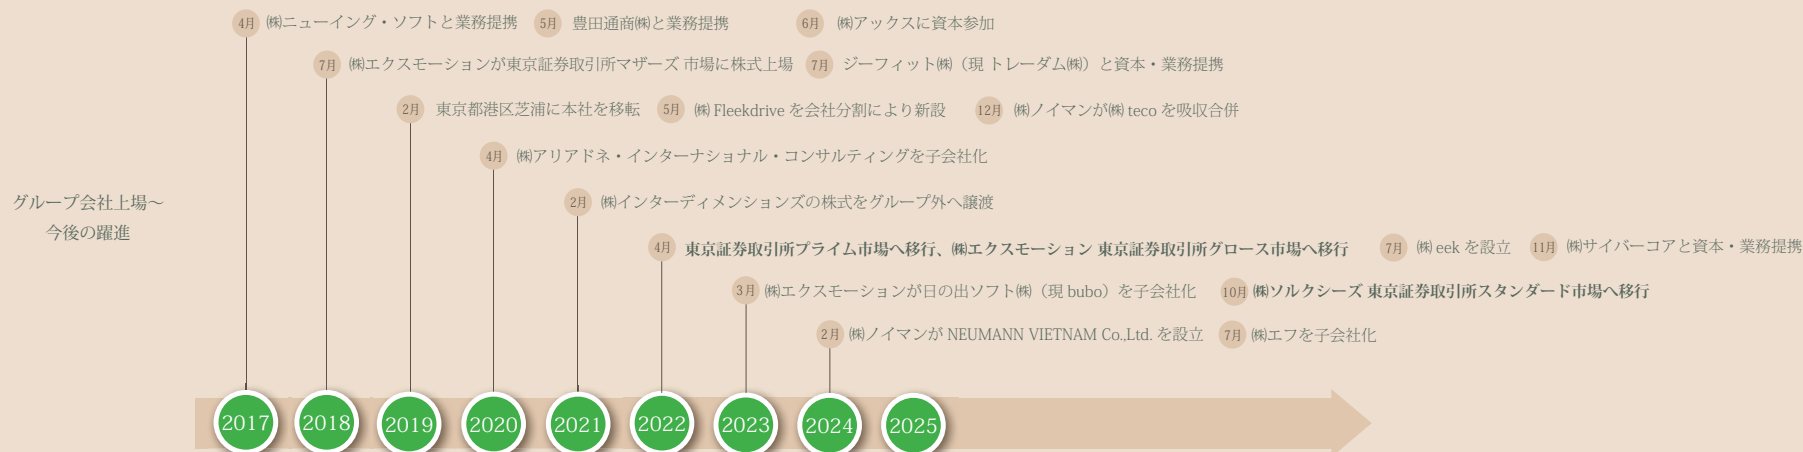 4月 ㈱ニューイング・ソフトと業務提携 5月 豊田通商㈱と業務提携 6月 ㈱アックスに資本参加
7月 ㈱エクスモーションが東京証券取引所マザーズ 市場に株式上場 7月 ジーフィット㈱（現 トレーダム㈱）と資本・業務提携
2月 東京都港区芝浦に本社を移転 5月 ㈱ Fleekdrive を会社分割により新設 12月 ㈱ノイマンが㈱ teco を吸収合併
4月 ㈱アリアドネ・インターナショナル・コンサルティングを子会社化
グループ会社上場～
今後の躍進
2月 ㈱インターディメンションズの株式をグループ外へ譲渡
4月 東京証券取引所プライム市場へ移行、㈱エクスモーション 東京証券取引所グロース市場へ移行 7月 ㈱ eek を設立 11月 ㈱サイバーコアと資本・業務提携
3月 ㈱エクスモーションが日の出ソフト㈱（現 bubo）を子会社化 10月 ㈱ソルクシーズ 東京証券取引所スタンダード市場へ移行
2月 ㈱ノイマンが NEUMANN VIETNAM Co.,Ltd. を設立 7月 ㈱エフを子会社化
2017 2018 2019 2020 2021 2022 2023 2024 2025